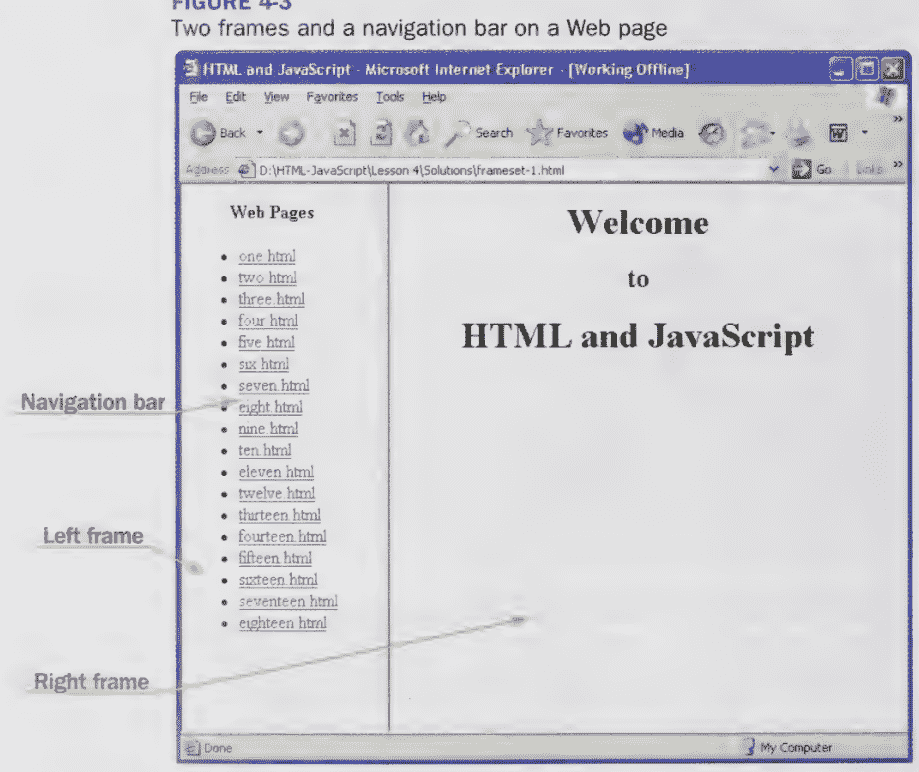 FIGURE 4-3
Two frames and a navigation bar on a Web page
HTML and JavaScript - Microsoft Internet Explorer - [Working Offline]
File Edit View Favorites Tools Help
Back Search Favorites Media
Address D:\HTML-JavaScript\Lesson 4\Solutions\frameset-1.html Go Links
Web Pages
one.html
two.html
three.html
four.html
five.html
six.html
seven.html
eight.html
nine.html
ten.html
eleven.html
twelve.html
thirteen.html
fourteen.html
fifteen.html
sixteen.html
seventeen.html
eighteen.html
Welcome
to
HTML and JavaScript
Navigation bar
Left frame
Right frame
Done My Computer